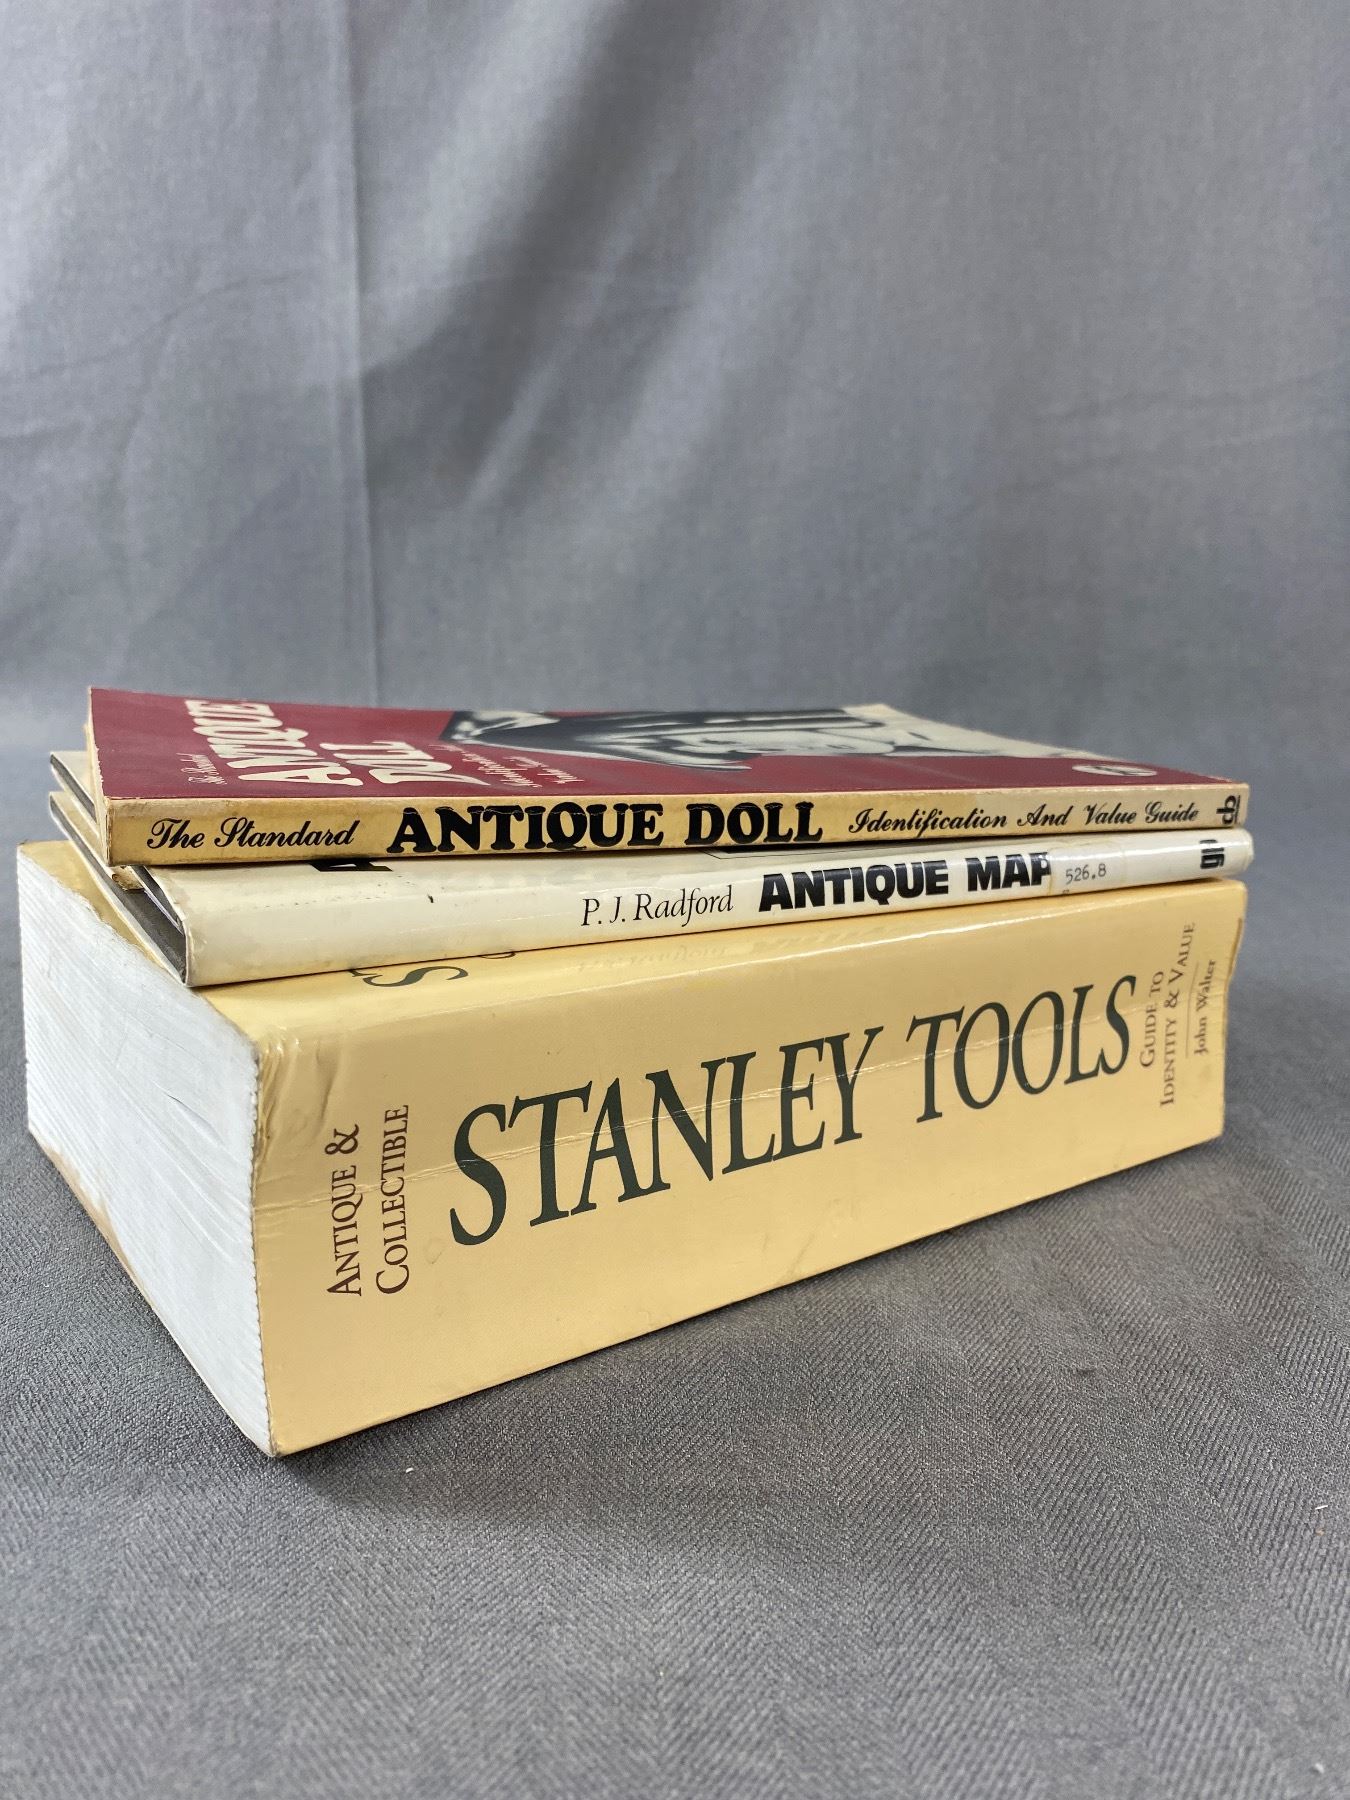 ANTIQUE
DOLL
The Standard ANTIQUE DOLL Identification And Value Guide cb
P. J. Radford ANTIQUE MAP 526.8
ANTIQUE &
COLLECTIBLE
STANLEY TOOLS
GUIDE TO
IDENTITY & VALUE
John Walter